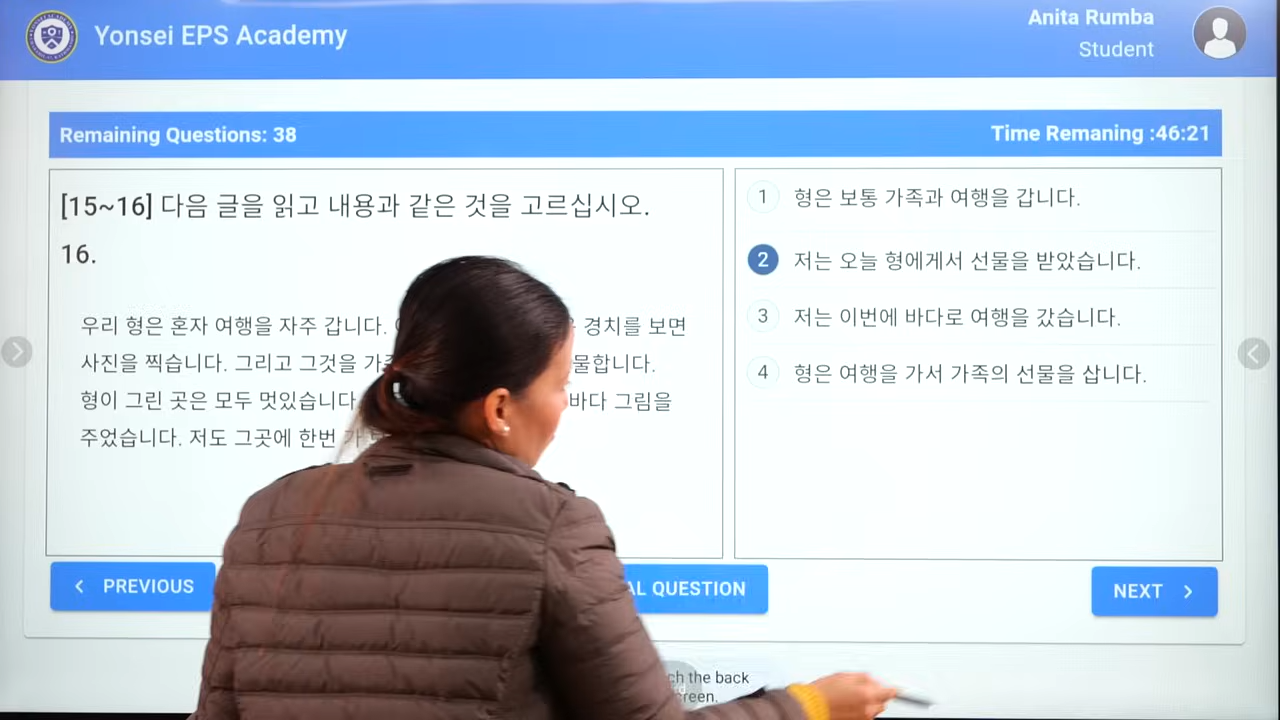 Yonsei EPS Academy
Anita Rumba
Student
Remaining Questions: 38
Time Remaning :46:21
[15~16] 다음 글을 읽고 내용과 같은 것을 고르십시오.
16.
우리 형은 혼자 여행을 자주 갑니다. 경치를 보면
사진을 찍습니다. 그리고 그것을
형이 그린 곳은 모두 멋있습니다 바다 그림을
주었습니다. 저도 그곳에 한번
1 형은 보통 가족과 여행을 갑니다.
2 저는 오늘 형에게서 선물을 받았습니다.
3 저는 이번에 바다로 여행을 갔습니다.
4 형은 여행을 가서 가족의 선물을 삽니다.
PREVIOUS
QUESTION
NEXT
the back